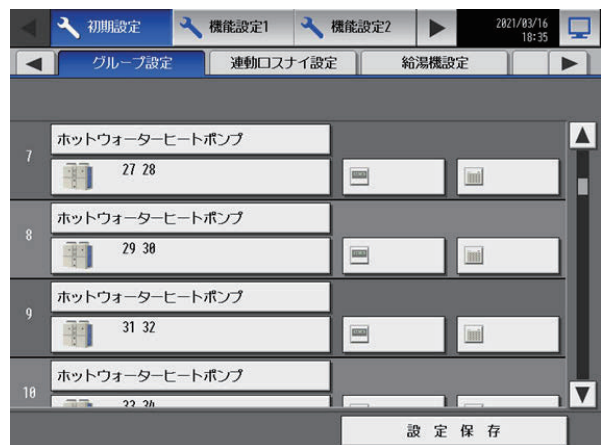 初期設定 機能設定1 機能設定2 2021/03/16
18:35
グループ設定 連動ロスナイ設定 給湯機設定
7 ホットウォーターヒートポンプ
27 28
8 ホットウォーターヒートポンプ
29 30
9 ホットウォーターヒートポンプ
31 32
10 ホットウォーターヒートポンプ
33 34
設定保存